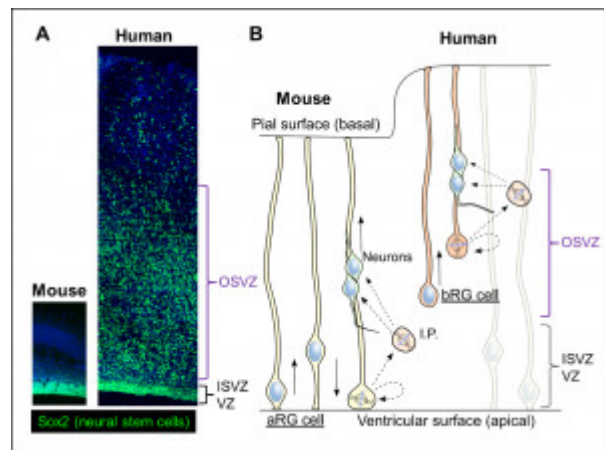 A
Human
Mouse
OSVZ
ISVZ
VZ
Sox2 (neural stem cells)
B
Human
Mouse
Pial surface (basal)
Neurons
I.P.
bRG cell
OSVZ
ISVZ
VZ
aRG cell
Ventricular surface (apical)